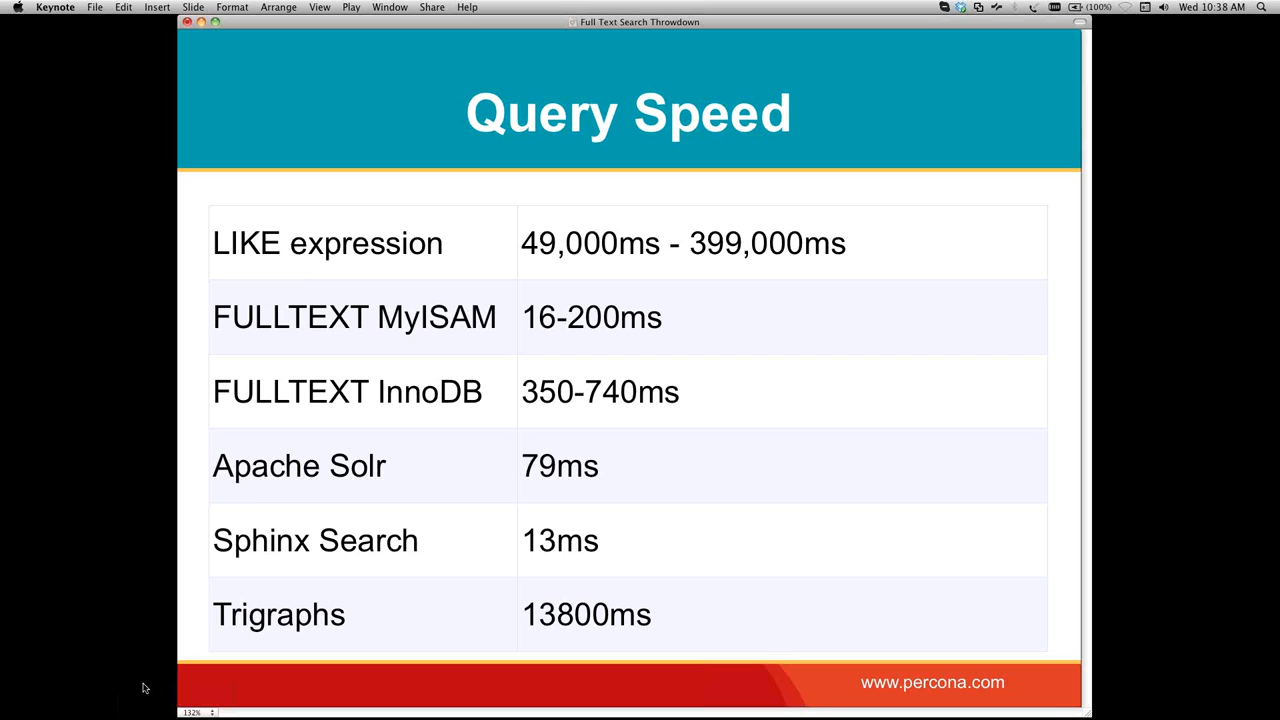 Keynote File Edit Insert Slide Format Arrange View Play Window Share Help (100%) Wed 10:38 AM
Full Text Search Throwdown
Query Speed
LIKE expression 49,000ms - 399,000ms
FULLTEXT MyISAM 16-200ms
FULLTEXT InnoDB 350-740ms
Apache Solr 79ms
Sphinx Search 13ms
Trigraphs 13800ms
www.percona.com
132%